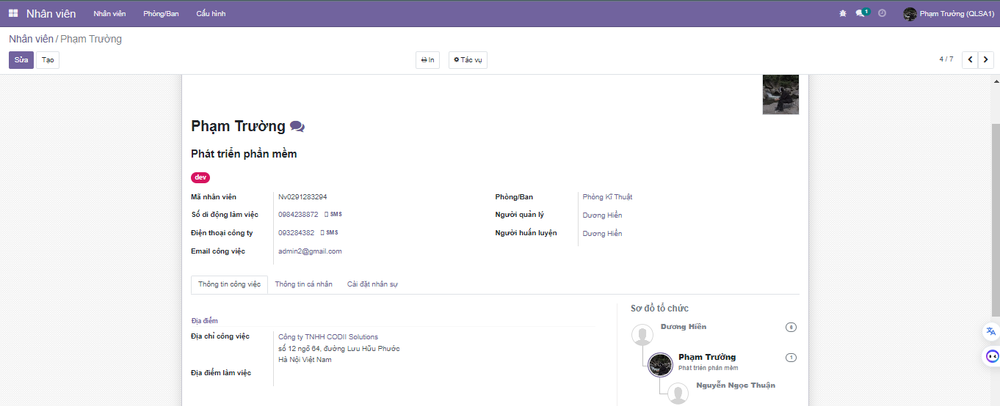 Nhân viên Nhân viên Phòng/Ban Cấu hình 1 Phạm Trưởng (QLSA1)
Nhân viên / Phạm Trường
Sửa Tạo In Tác vụ 4 / 7
Phạm Trường
Phát triển phần mềm
dev
Mã nhân viên Nv0291283294 Phòng/Ban Phòng Kĩ Thuật
Số di động làm việc 0984238872 SMS Người quản lý Dương Hiền
Điện thoại công ty 093284382 SMS Người huấn luyện Dương Hiền
Email công việc admin2@gmail.com
Thông tin công việc Thông tin cá nhân Cài đặt nhân sự
Sơ đồ tổ chức
Địa điểm
Dương Hiền 6
Địa chỉ công việc Công ty TNHH CODII Solutions
số 12 ngõ 64, đường Lưu Hữu Phước
Hà Nội Việt Nam
Phạm Trường 1
Phát triển phần mềm
Địa điểm làm việc
Nguyễn Ngọc Thuận